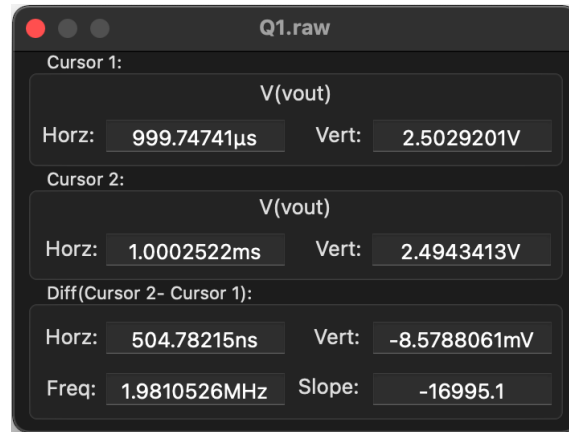 Q1.raw
Cursor 1:
V(vout)
Horz: 999.74741µs Vert: 2.5029201V
Cursor 2:
V(vout)
Horz: 1.0002522ms Vert: 2.4943413V
Diff(Cursor 2- Cursor 1):
Horz: 504.78215ns Vert: -8.5788061mV
Freq: 1.9810526MHz Slope: -16995.1